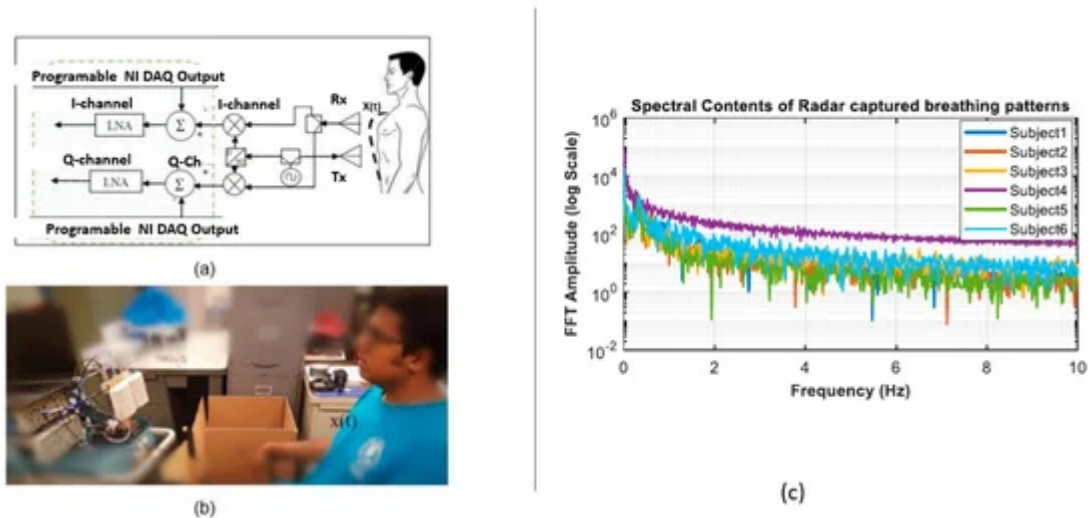 Programable NI DAQ Output
I-channel
I-channel
Rx
X(t)
LNA
Σ
+
Q-channel
Q-Ch
Tx
LNA
Σ
+
Programable NI DAQ Output
(a)
x(t)
(b)
Spectral Contents of Radar captured breathing patterns
FFT Amplitude (log Scale)
10^6
10^4
10^2
10^0
10^-2
Subject1
Subject2
Subject3
Subject4
Subject5
Subject6
0 2 4 6 8 10
Frequency (Hz)
(c)